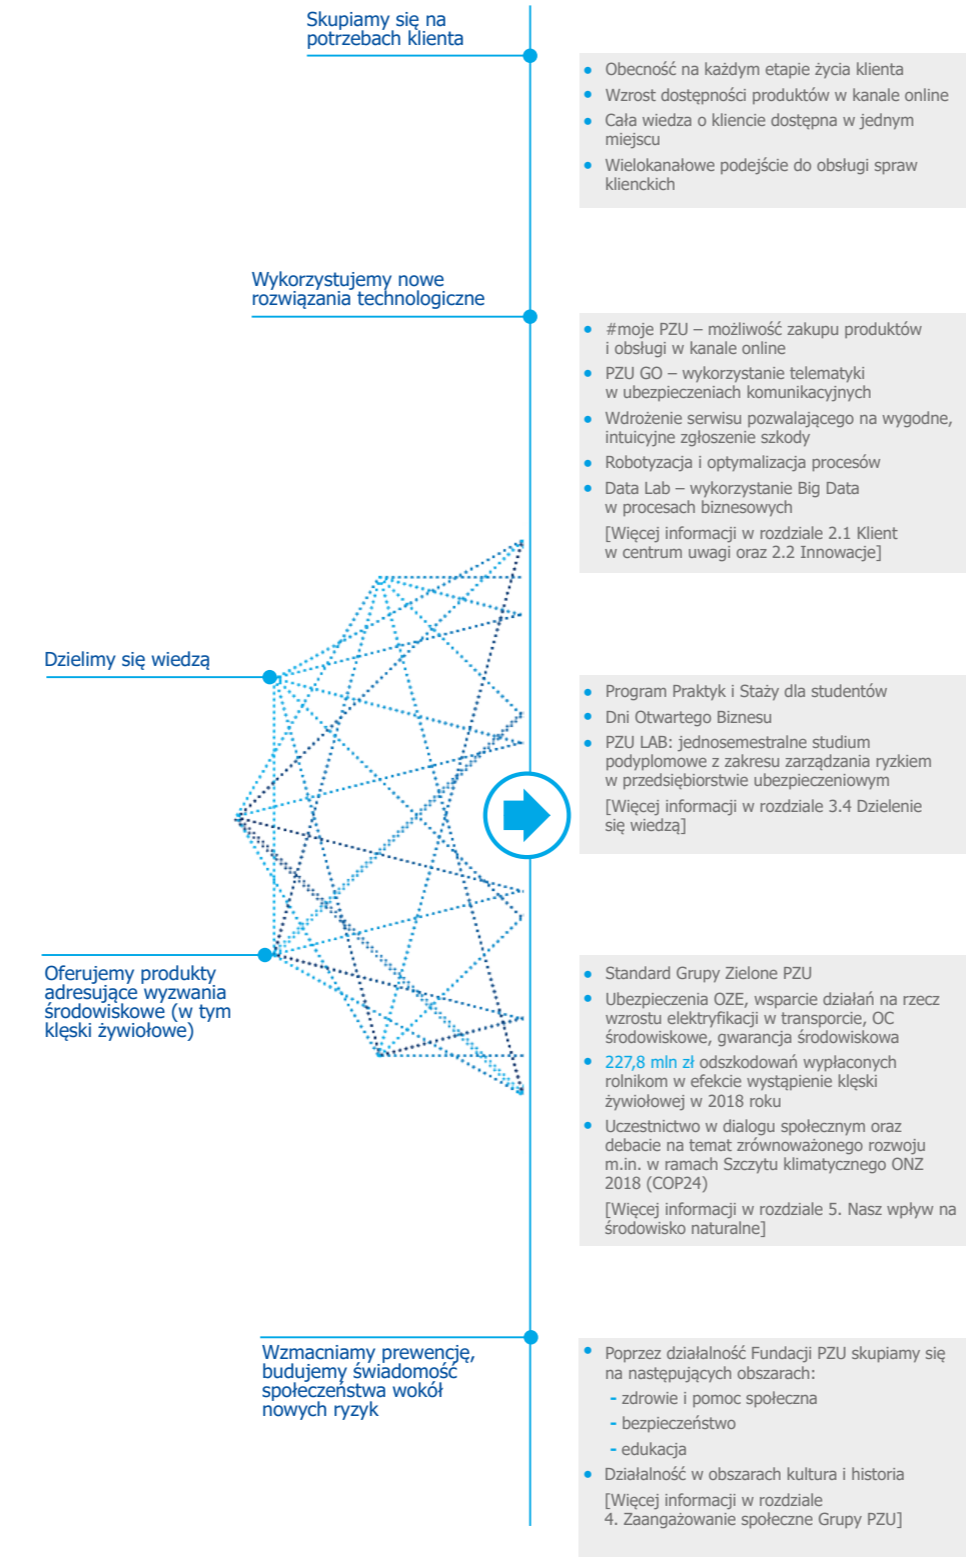 Skupiamy się na
potrzebach klienta
• Obecność na każdym etapie życia klienta
• Wzrost dostępności produktów w kanale online
• Cała wiedza o kliencie dostępna w jednym
miejscu
• Wielokanałowe podejście do obsługi spraw
klienckich
Wykorzystujemy nowe
rozwiązania technologiczne
• #moje PZU – możliwość zakupu produktów
i obsługi w kanale online
• PZU GO – wykorzystanie telematyki
w ubezpieczeniach komunikacyjnych
• Wdrożenie serwisu pozwalającego na wygodne,
intuicyjne zgłoszenie szkody
• Robotyzacja i optymalizacja procesów
• Data Lab – wykorzystanie Big Data
w procesach biznesowych
[Więcej informacji w rozdziale 2.1 Klient
w centrum uwagi oraz 2.2 Innowacje]
Dzielimy się wiedzą
• Program Praktyk i Staży dla studentów
• Dni Otwartego Biznesu
• PZU LAB: jednosemestralne studium
podyplomowe z zakresu zarządzania ryzkiem
w przedsiębiorstwie ubezpieczeniowym
[Więcej informacji w rozdziale 3.4 Dzielenie
się wiedzą]
Oferujemy produkty
adresujące wyzwania
środowiskowe (w tym
klęski żywiołowe)
• Standard Grupy Zielone PZU
• Ubezpieczenia OZE, wsparcie działań na rzecz
wzrostu elektryfikacji w transporcie, OC
środowiskowe, gwarancja środowiskowa
• 227,8 mln zł odszkodowań wypłaconych
rolnikom w efekcie wystąpienie klęski
żywiołowej w 2018 roku
• Uczestnictwo w dialogu społecznym oraz
debacie na temat zrównoważonego rozwoju
m.in. w ramach Szczytu klimatycznego ONZ
2018 (COP24)
[Więcej informacji w rozdziale 5. Nasz wpływ na
środowisko naturalne]
Wzmacniamy prewencję,
budujemy świadomość
społeczeństwa wokół
nowych ryzyk
• Poprzez działalność Fundacji PZU skupiamy się
na następujących obszarach:
- zdrowie i pomoc społeczna
- bezpieczeństwo
- edukacja
• Działalność w obszarach kultura i historia
[Więcej informacji w rozdziale
4. Zaangażowanie społeczne Grupy PZU]